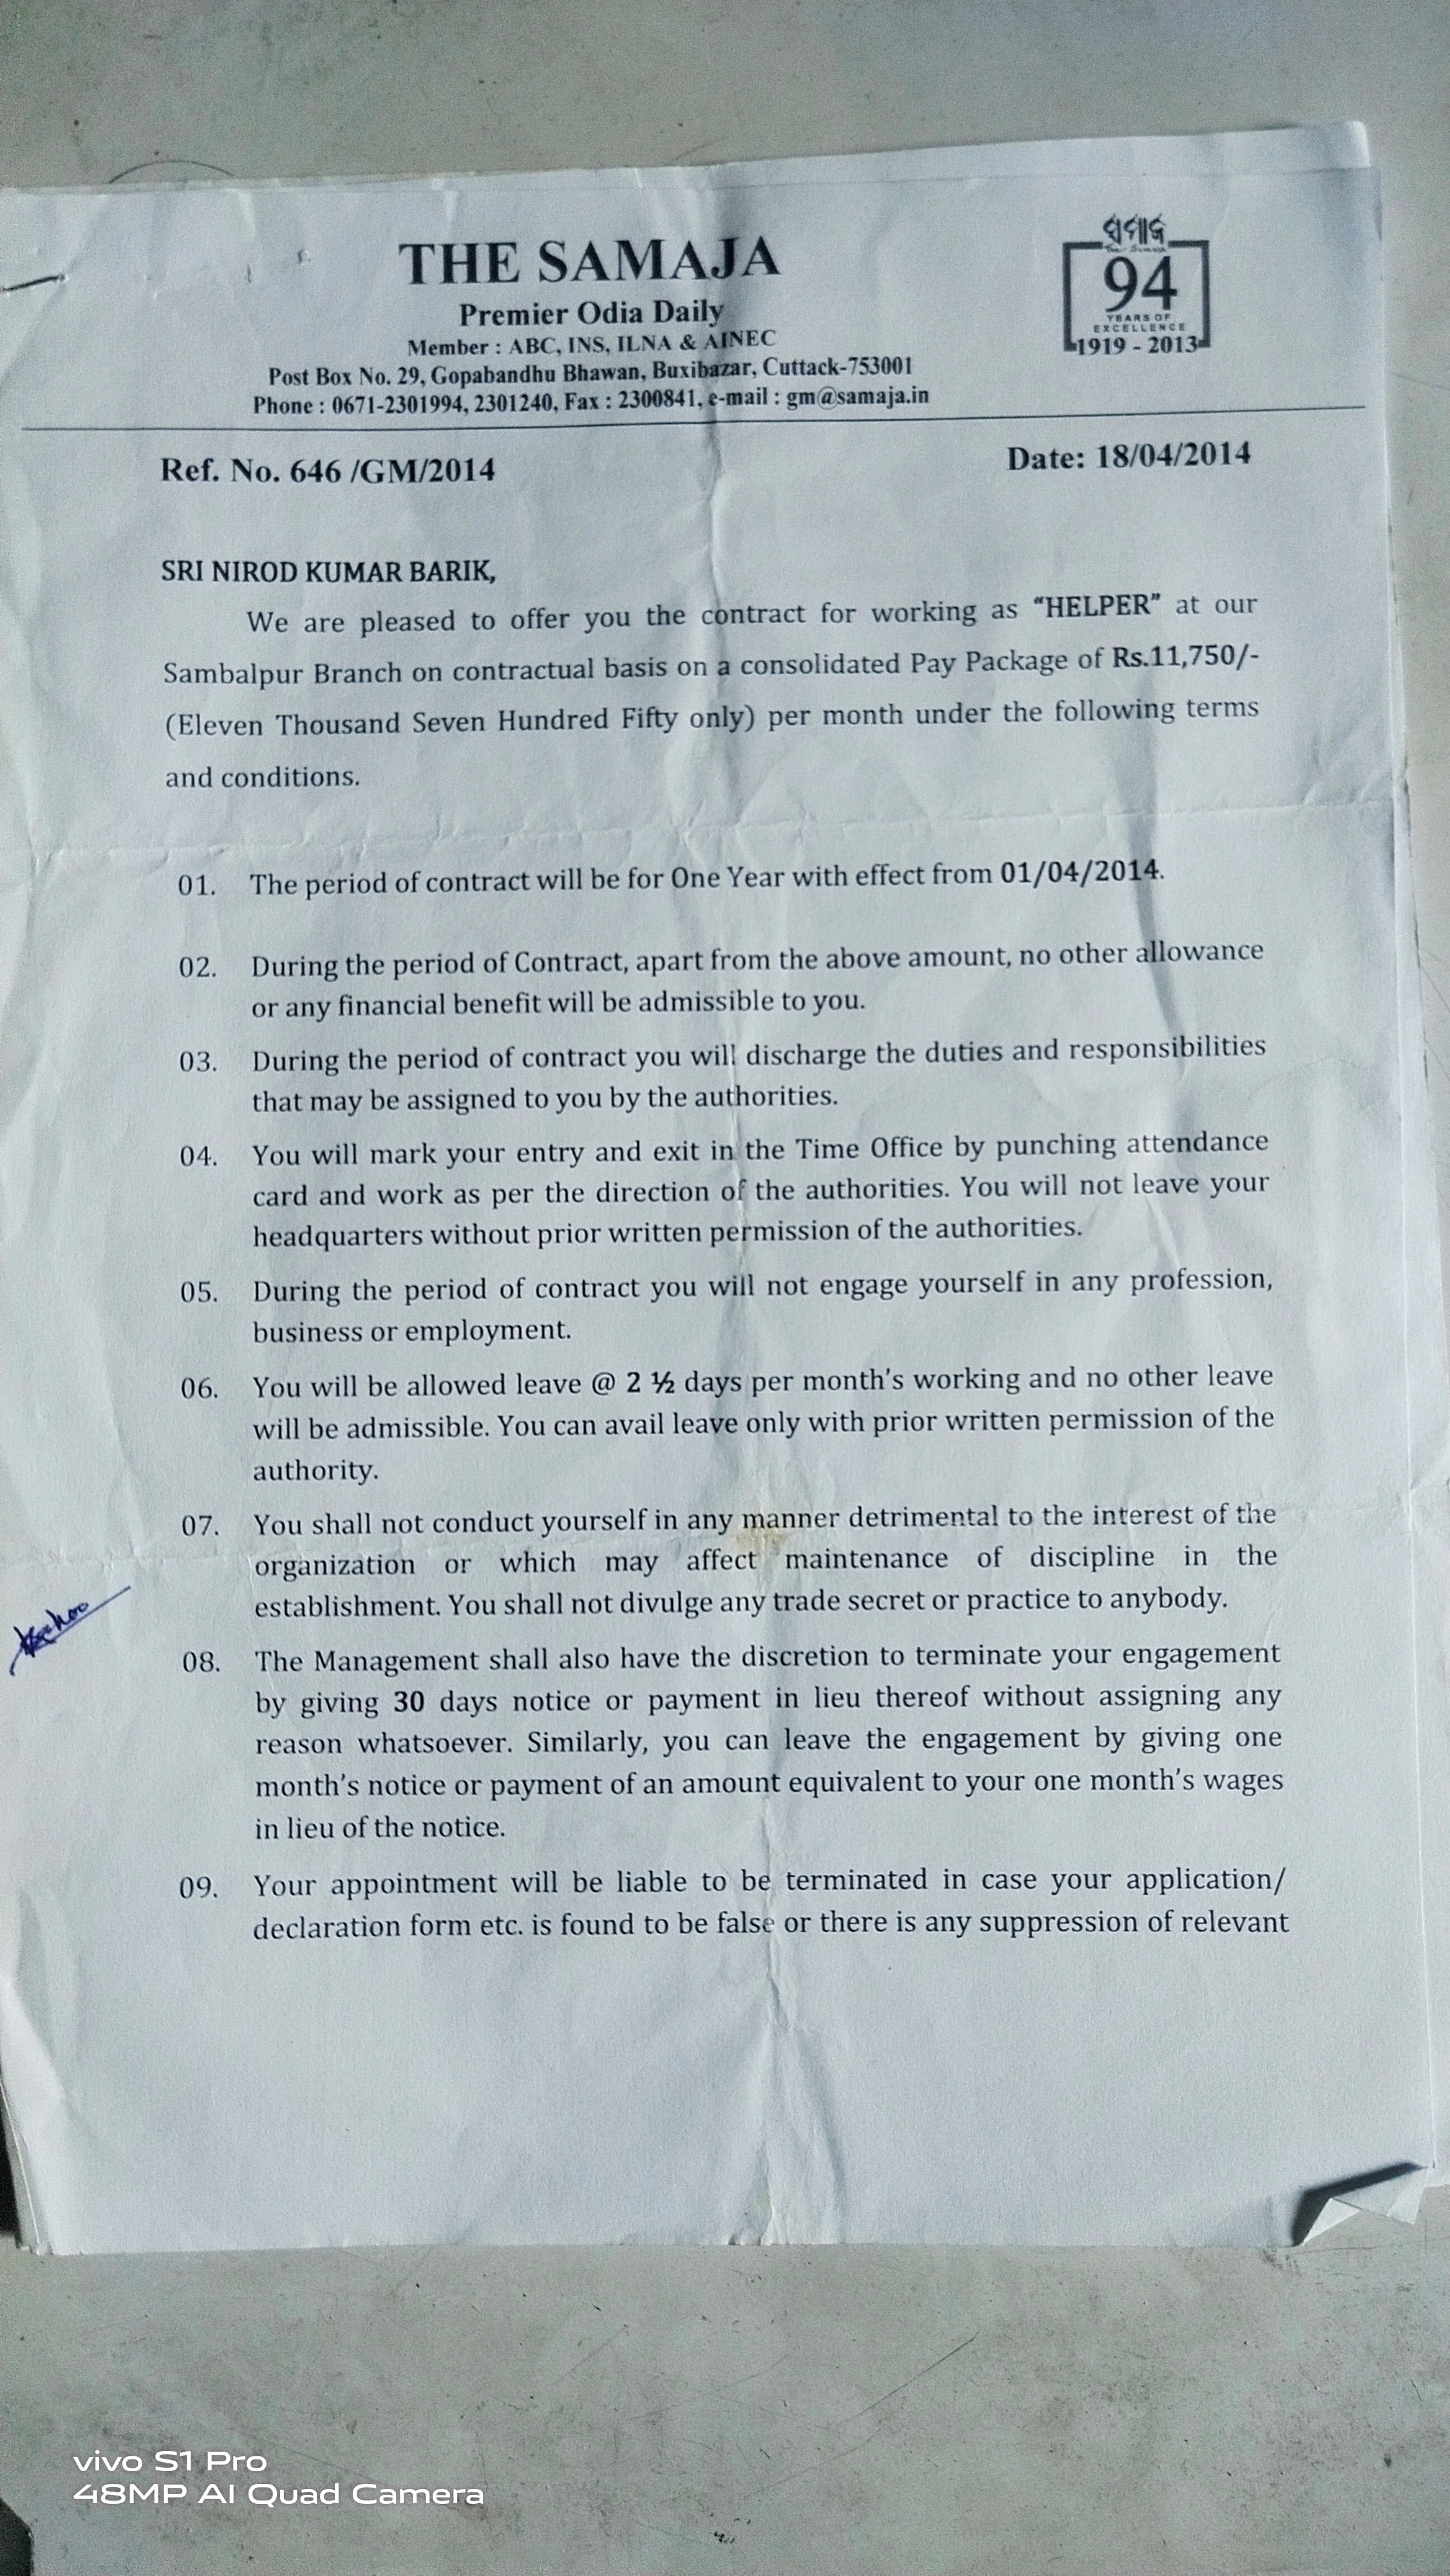 THE SAMAJA
Premier Odia Daily
Member : ABC, INS, ILNA & AINEC
Post Box No. 29, Gopabandhu Bhawan, Buxibazar, Cuttack-753001
Phone : 0671-2301994, 2301240, Fax : 2300841, e-mail : gm@samaja.in
94
YEARS OF
EXCELLENCE
1919 - 2013
Ref. No. 646 /GM/2014 Date: 18/04/2014
SRI NIROD KUMAR BARIK,
We are pleased to offer you the contract for working as “HELPER” at our
Sambalpur Branch on contractual basis on a consolidated Pay Package of Rs.11,750/-
(Eleven Thousand Seven Hundred Fifty only) per month under the following terms
and conditions.
01. The period of contract will be for One Year with effect from 01/04/2014.
02. During the period of Contract, apart from the above amount, no other allowance
or any financial benefit will be admissible to you.
03. During the period of contract you will discharge the duties and responsibilities
that may be assigned to you by the authorities.
04. You will mark your entry and exit in the Time Office by punching attendance
card and work as per the direction of the authorities. You will not leave your
headquarters without prior written permission of the authorities.
05. During the period of contract you will not engage yourself in any profession,
business or employment.
06. You will be allowed leave @ 2 ½ days per month's working and no other leave
will be admissible. You can avail leave only with prior written permission of the
authority.
07. You shall not conduct yourself in any manner detrimental to the interest of the
organization or which may affect maintenance of discipline in the
establishment. You shall not divulge any trade secret or practice to anybody.
08. The Management shall also have the discretion to terminate your engagement
by giving 30 days notice or payment in lieu thereof without assigning any
reason whatsoever. Similarly, you can leave the engagement by giving one
month's notice or payment of an amount equivalent to your one month's wages
in lieu of the notice.
09. Your appointment will be liable to be terminated in case your application/
declaration form etc. is found to be false or there is any suppression of relevant
vivo S1 Pro
48MP AI Quad Camera